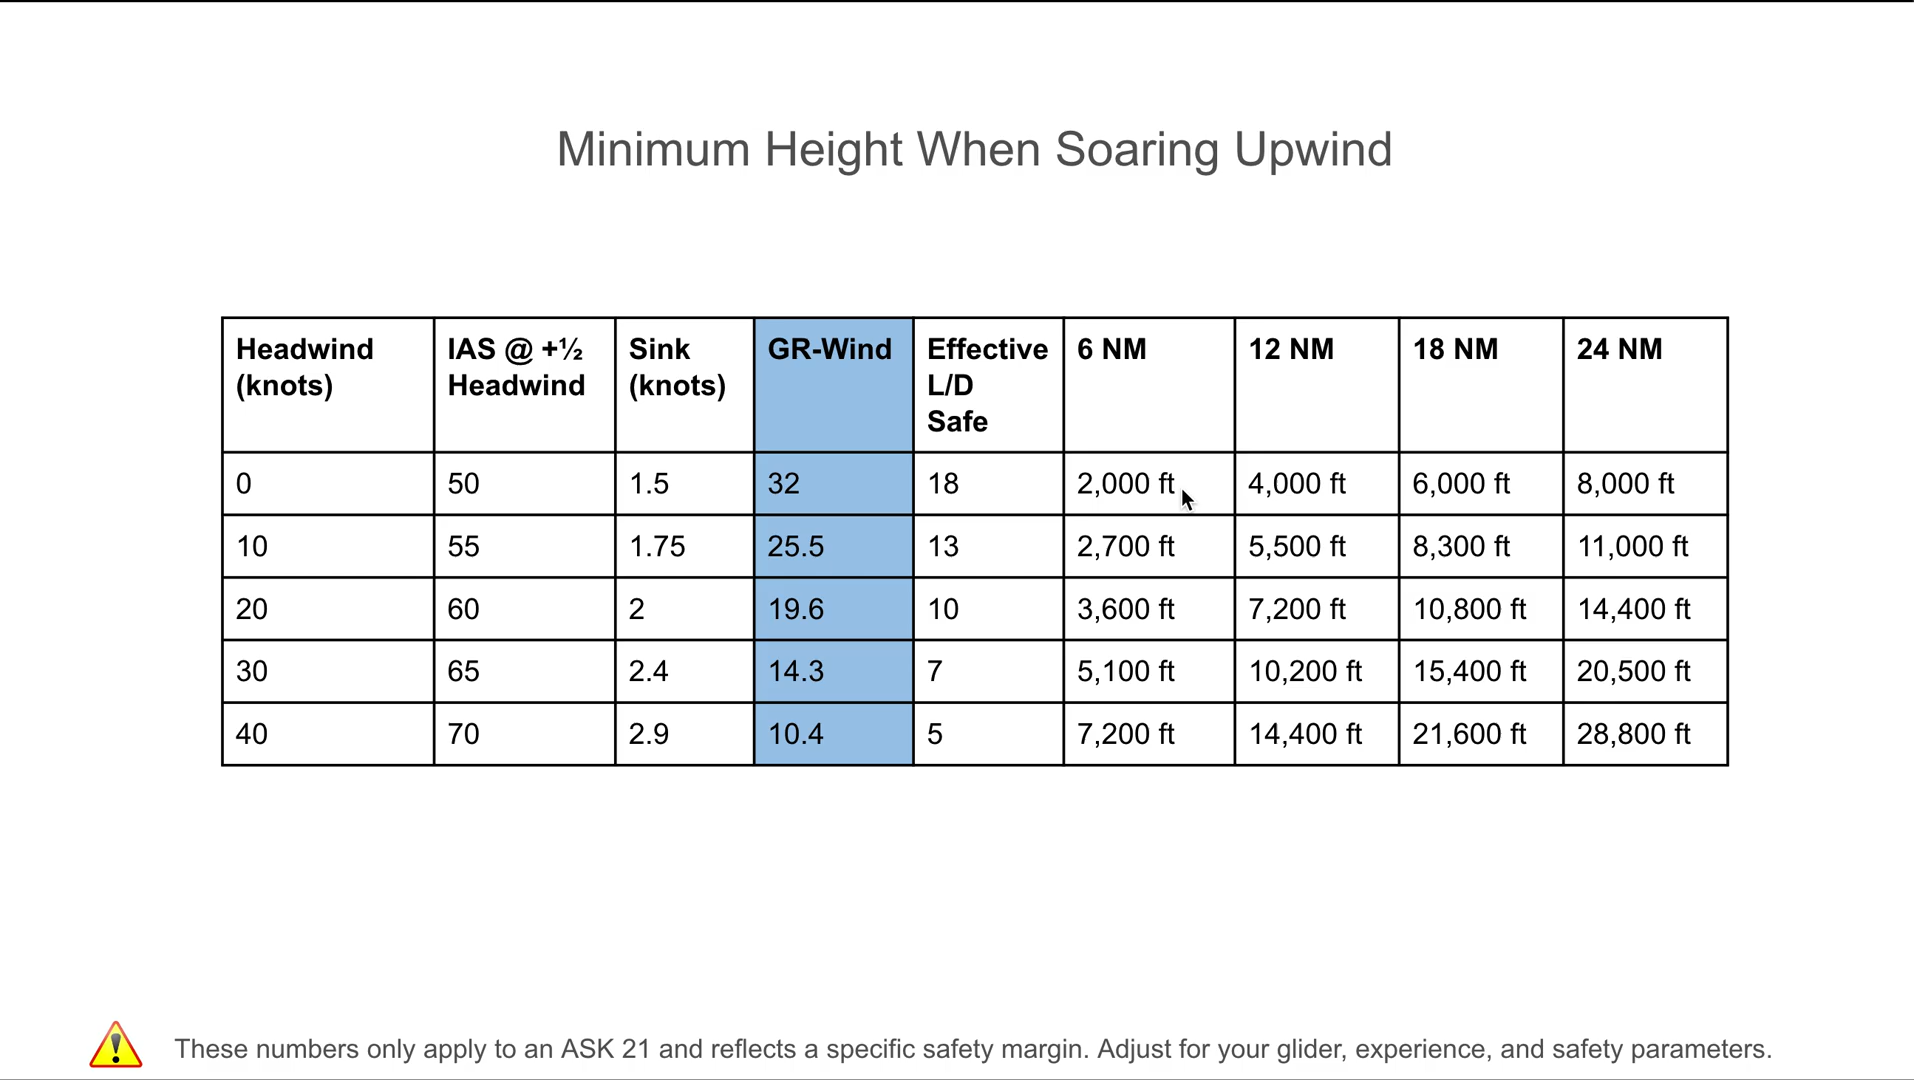 Minimum Height When Soaring Upwind
Headwind (knots) IAS @ +½ Headwind Sink (knots) GR-Wind Effective L/D Safe 6 NM 12 NM 18 NM 24 NM
0 50 1.5 32 18 2,000 ft 4,000 ft 6,000 ft 8,000 ft
10 55 1.75 25.5 13 2,700 ft 5,500 ft 8,300 ft 11,000 ft
20 60 2 19.6 10 3,600 ft 7,200 ft 10,800 ft 14,400 ft
30 65 2.4 14.3 7 5,100 ft 10,200 ft 15,400 ft 20,500 ft
40 70 2.9 10.4 5 7,200 ft 14,400 ft 21,600 ft 28,800 ft
These numbers only apply to an ASK 21 and reflects a specific safety margin. Adjust for your glider, experience, and safety parameters.